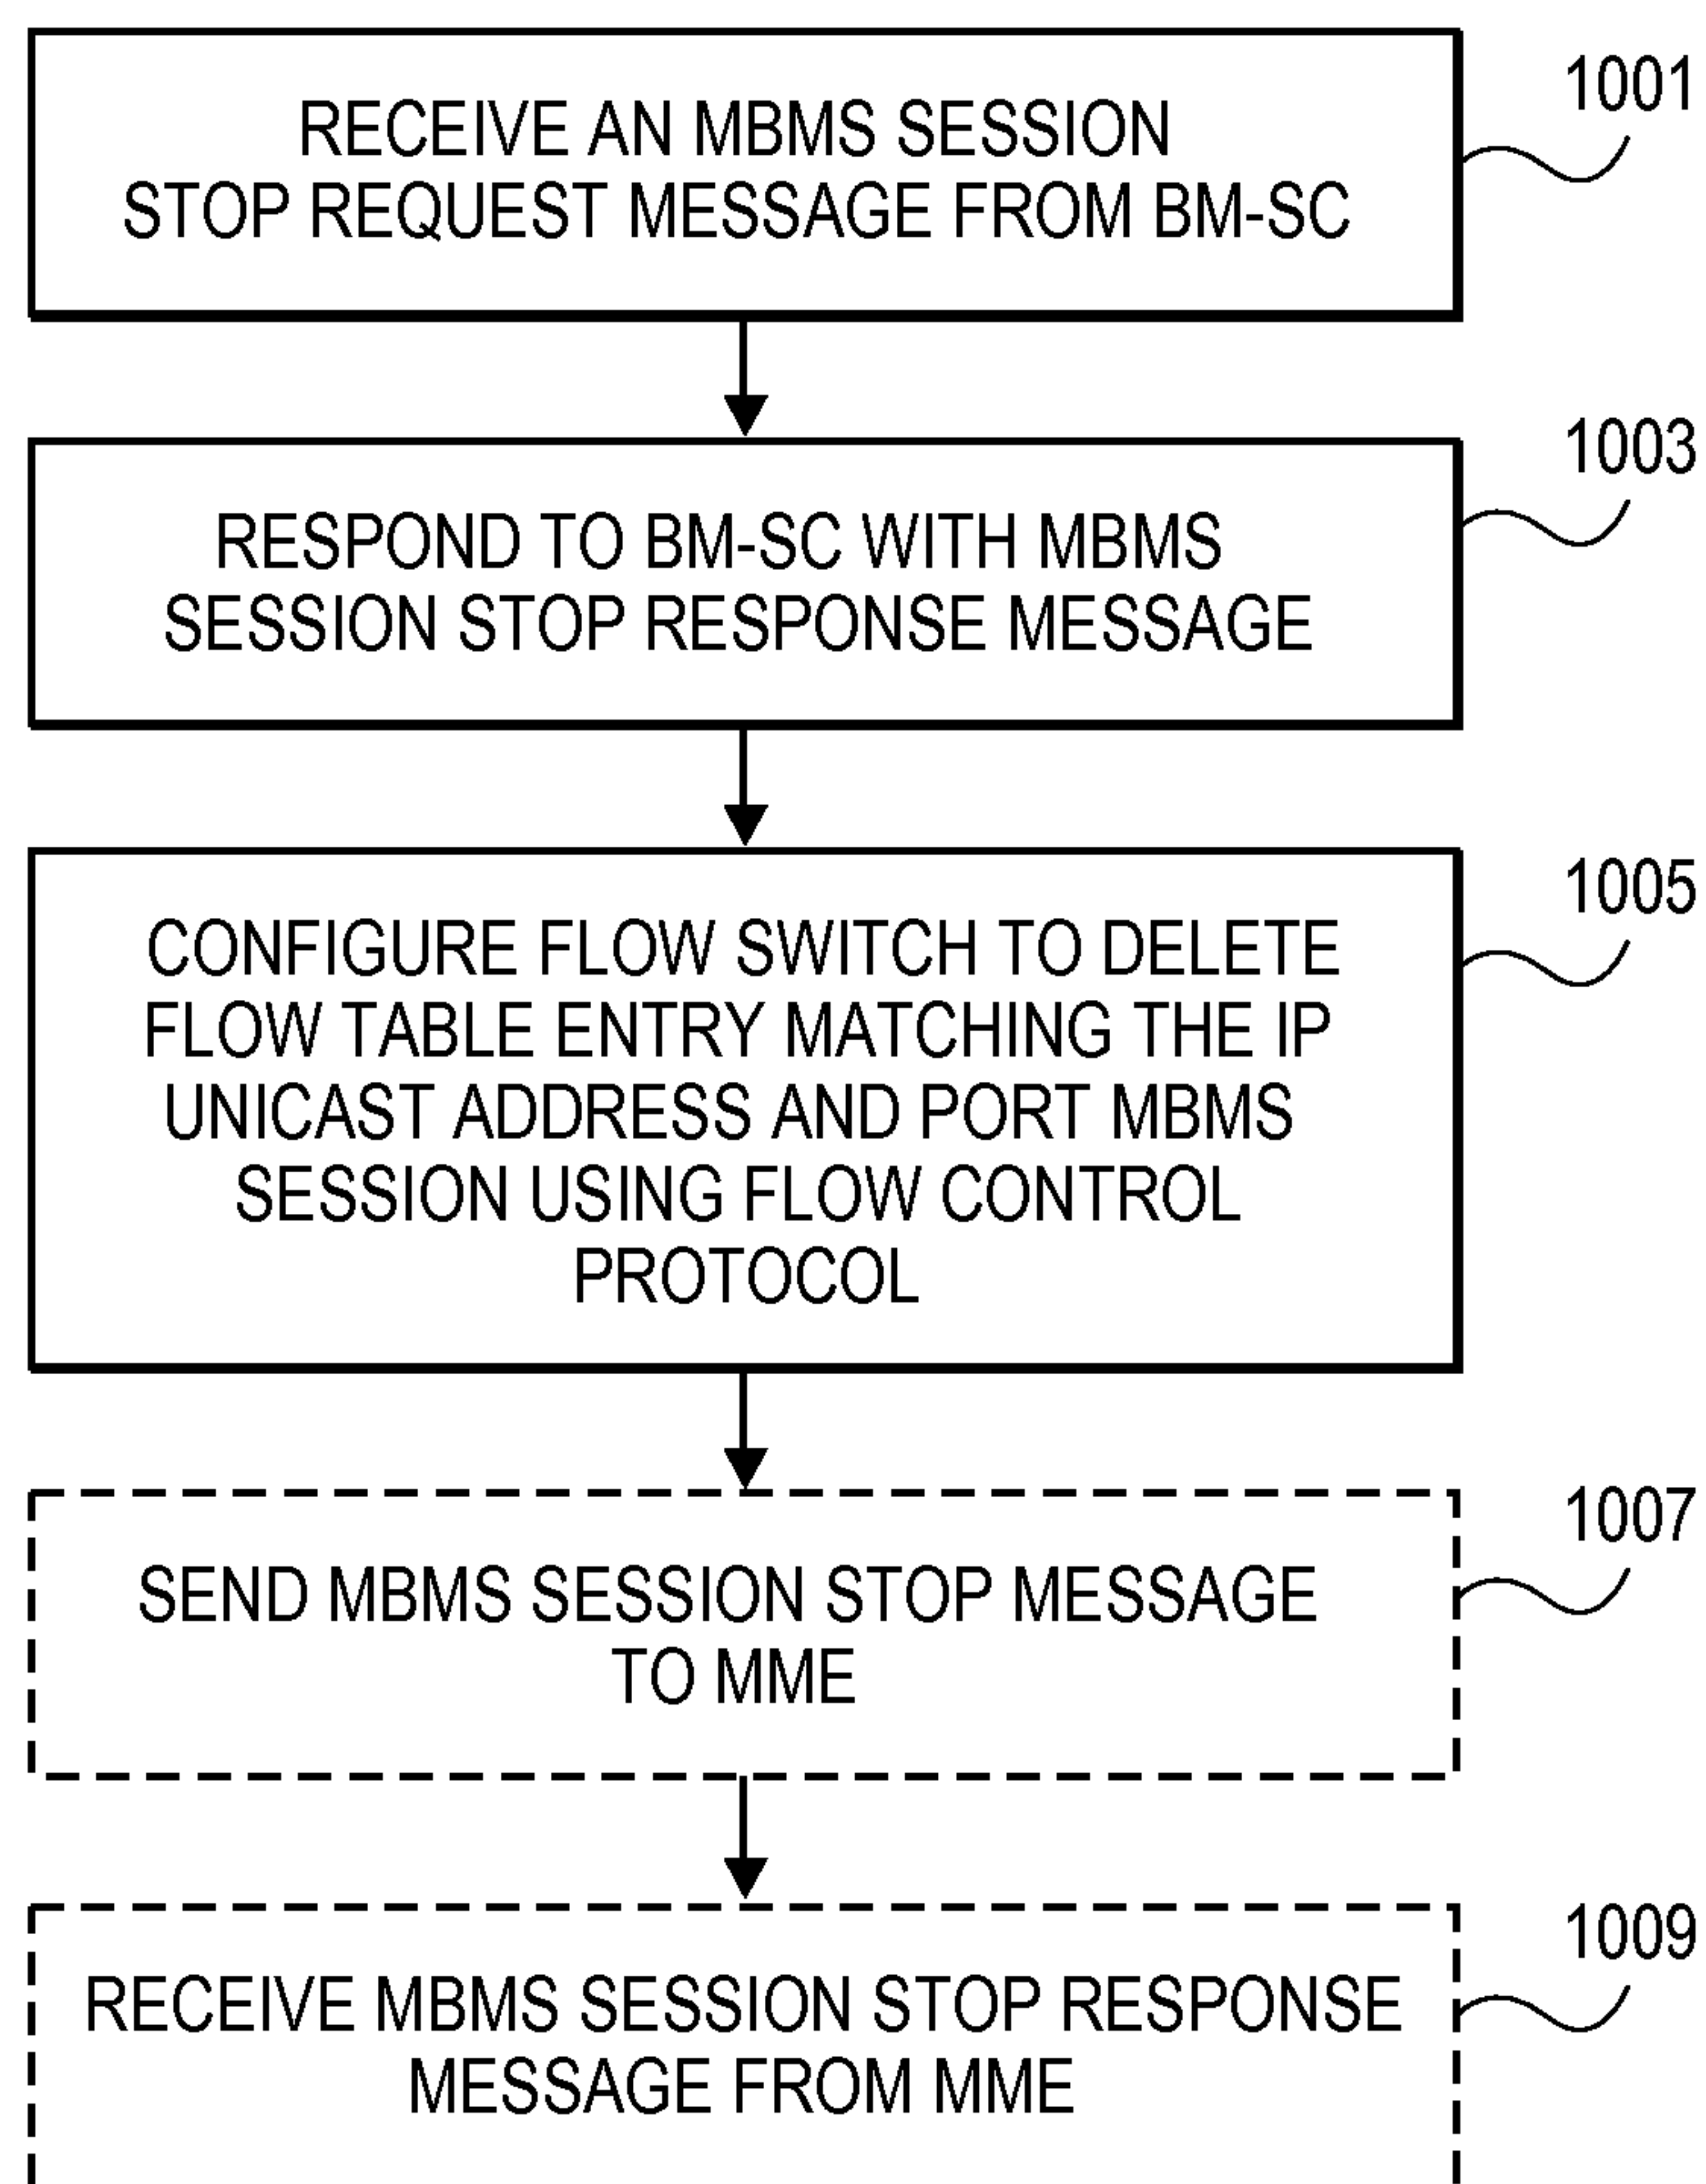 RECEIVE AN MBMS SESSION
STOP REQUEST MESSAGE FROM BM-SC
1001
RESPOND TO BM-SC WITH MBMS
SESSION STOP RESPONSE MESSAGE
1003
CONFIGURE FLOW SWITCH TO DELETE
FLOW TABLE ENTRY MATCHING THE IP
UNICAST ADDRESS AND PORT MBMS
SESSION USING FLOW CONTROL
PROTOCOL
1005
SEND MBMS SESSION STOP MESSAGE
TO MME
1007
RECEIVE MBMS SESSION STOP RESPONSE
MESSAGE FROM MME
1009